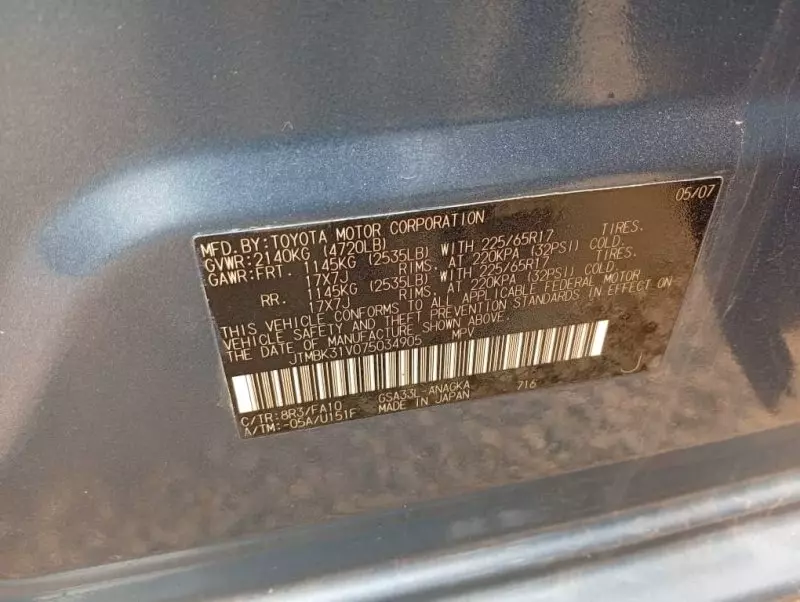 05/07
MFD. BY: TOYOTA MOTOR CORPORATION
GVWR: 2140KG (4720LB)
GAWR: FRT. 1145KG (2535LB) WITH 225/65R17 TIRES.
17X7J RIMS. AT 220KPA (32PSI) COLD.
RR. 1145KG (2535LB) WITH 225/65R17 TIRES.
17X7J RIMS. AT 220KPA (32PSI) COLD.
THIS VEHICLE CONFORMS TO ALL APPLICABLE FEDERAL MOTOR
VEHICLE SAFETY AND THEFT PREVENTION STANDARDS IN EFFECT ON
THE DATE OF MANUFACTURE SHOWN ABOVE.
JTMBK31V075034905 MPV
J
C/TR: 8R3/FA10 GSA33L-ANAGKA 716
A/TM: -05A/U151F MADE IN JAPAN